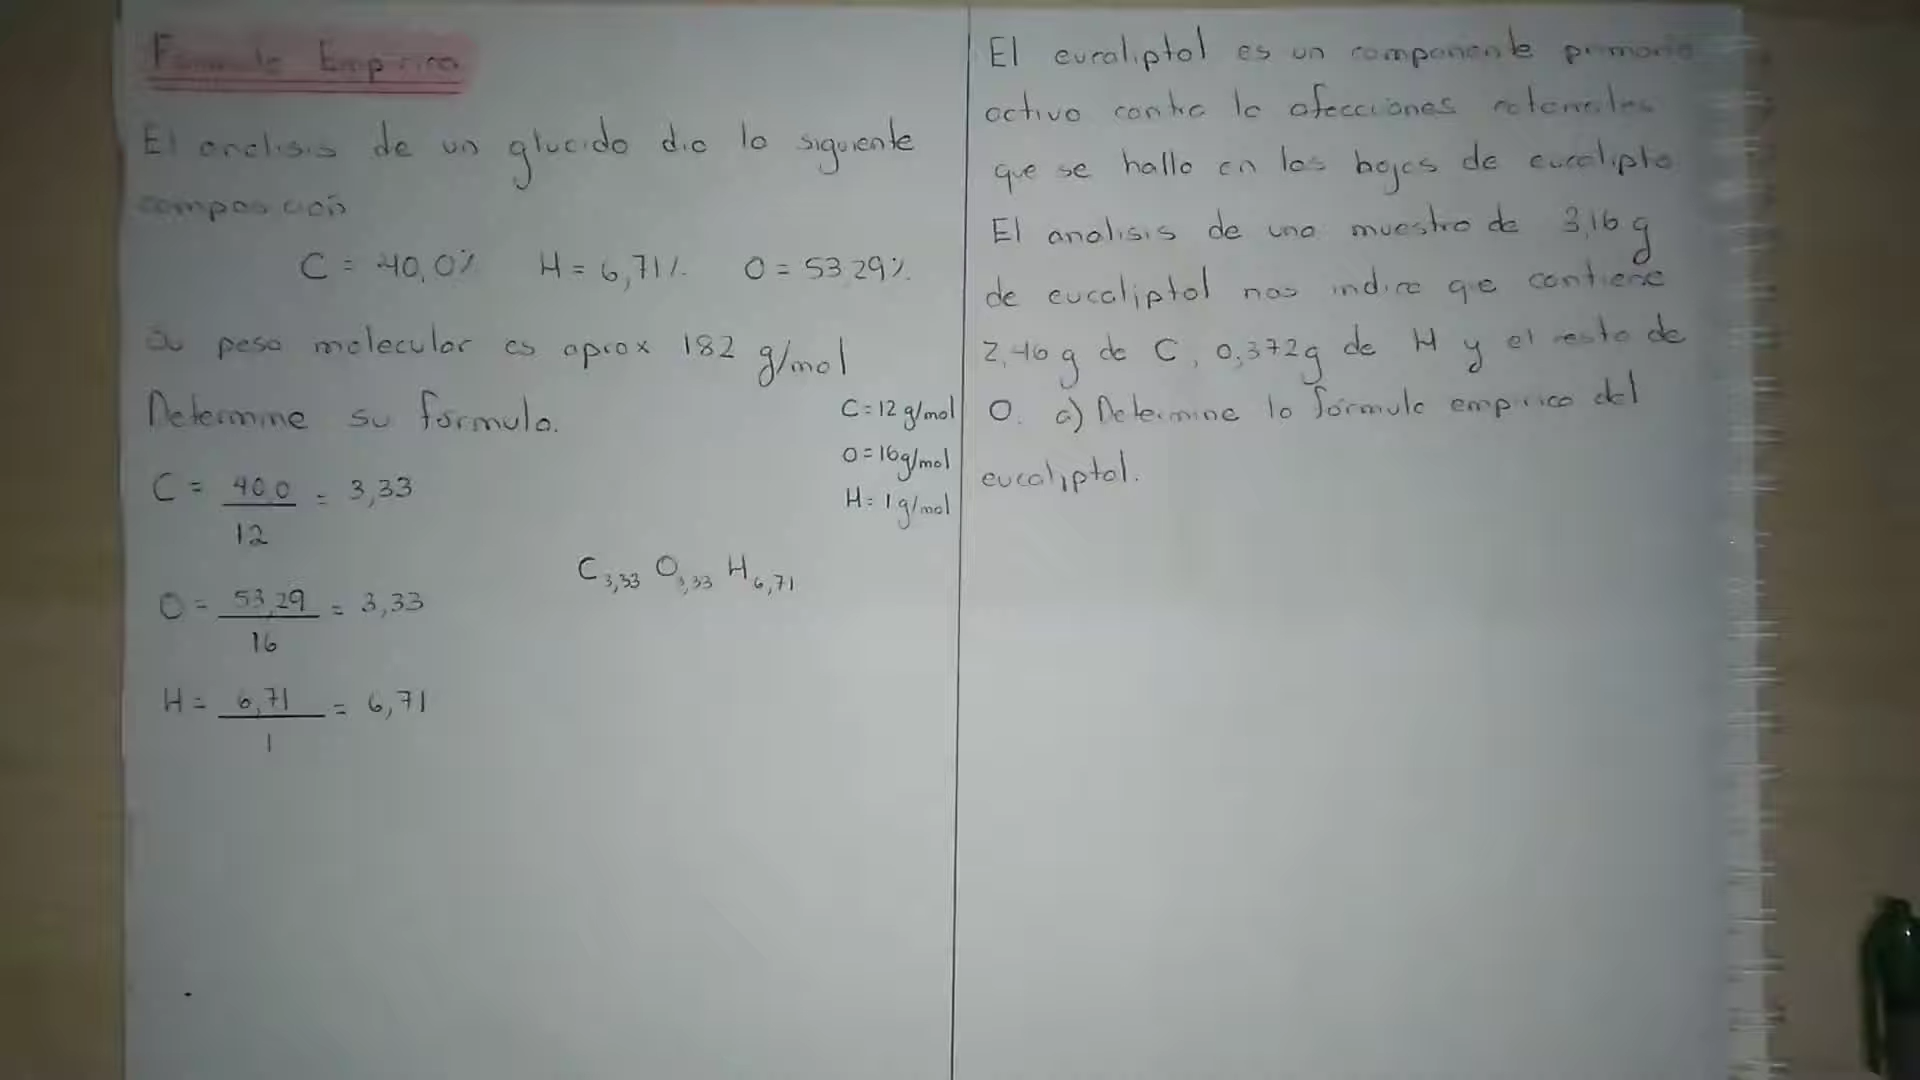 Formula Empirica
El analisis de un glucido dio la siguiente
composicion
C = 40,0% H = 6,71% O = 53,29%
Su peso molecular es aprox 182 g/mol
Determine su formula.
C = 12 g/mol
O = 16 g/mol
H = 1 g/mol
C = 40,0 / 12 = 3,33
C3,33 O3,33 H6,71
O = 53,29 / 16 = 3,33
H = 6,71 / 1 = 6,71
El eucaliptol es un componente primario
activo contra la afecciones
que se hallo en las hojas de eucalipto
El analisis de una muestra de 3,16 g
de eucaliptol nos indica que contiene
2,46 g de C, 0,372g de H y el resto de
O. a) Determine la formula empirica del
eucaliptol.